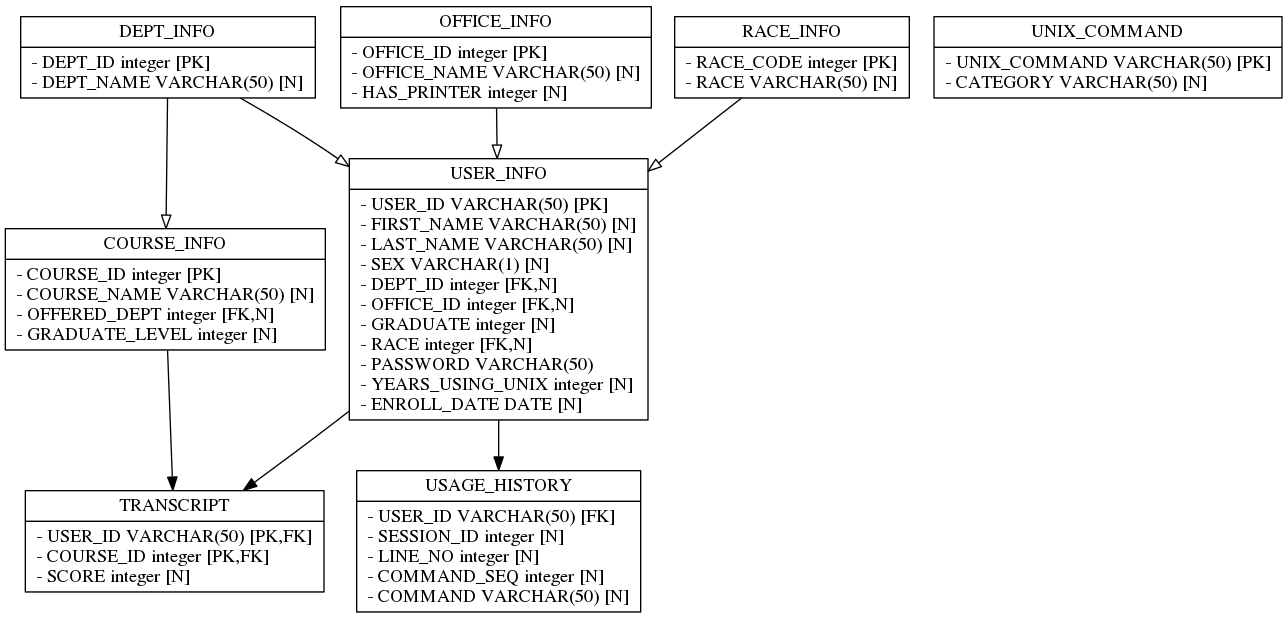 DEPT_INFO
- DEPT_ID integer [PK]
- DEPT_NAME VARCHAR(50) [N]
OFFICE_INFO
- OFFICE_ID integer [PK]
- OFFICE_NAME VARCHAR(50) [N]
- HAS_PRINTER integer [N]
RACE_INFO
- RACE_CODE integer [PK]
- RACE VARCHAR(50) [N]
UNIX_COMMAND
- UNIX_COMMAND VARCHAR(50) [PK]
- CATEGORY VARCHAR(50) [N]
USER_INFO
- USER_ID VARCHAR(50) [PK]
- FIRST_NAME VARCHAR(50) [N]
- LAST_NAME VARCHAR(50) [N]
- SEX VARCHAR(1) [N]
- DEPT_ID integer [FK,N]
- OFFICE_ID integer [FK,N]
- GRADUATE integer [N]
- RACE integer [FK,N]
- PASSWORD VARCHAR(50)
- YEARS_USING_UNIX integer [N]
- ENROLL_DATE DATE [N]
COURSE_INFO
- COURSE_ID integer [PK]
- COURSE_NAME VARCHAR(50) [N]
- OFFERED_DEPT integer [FK,N]
- GRADUATE_LEVEL integer [N]
TRANSCRIPT
- USER_ID VARCHAR(50) [PK,FK]
- COURSE_ID integer [PK,FK]
- SCORE integer [N]
USAGE_HISTORY
- USER_ID VARCHAR(50) [FK]
- SESSION_ID integer [N]
- LINE_NO integer [N]
- COMMAND_SEQ integer [N]
- COMMAND VARCHAR(50) [N]